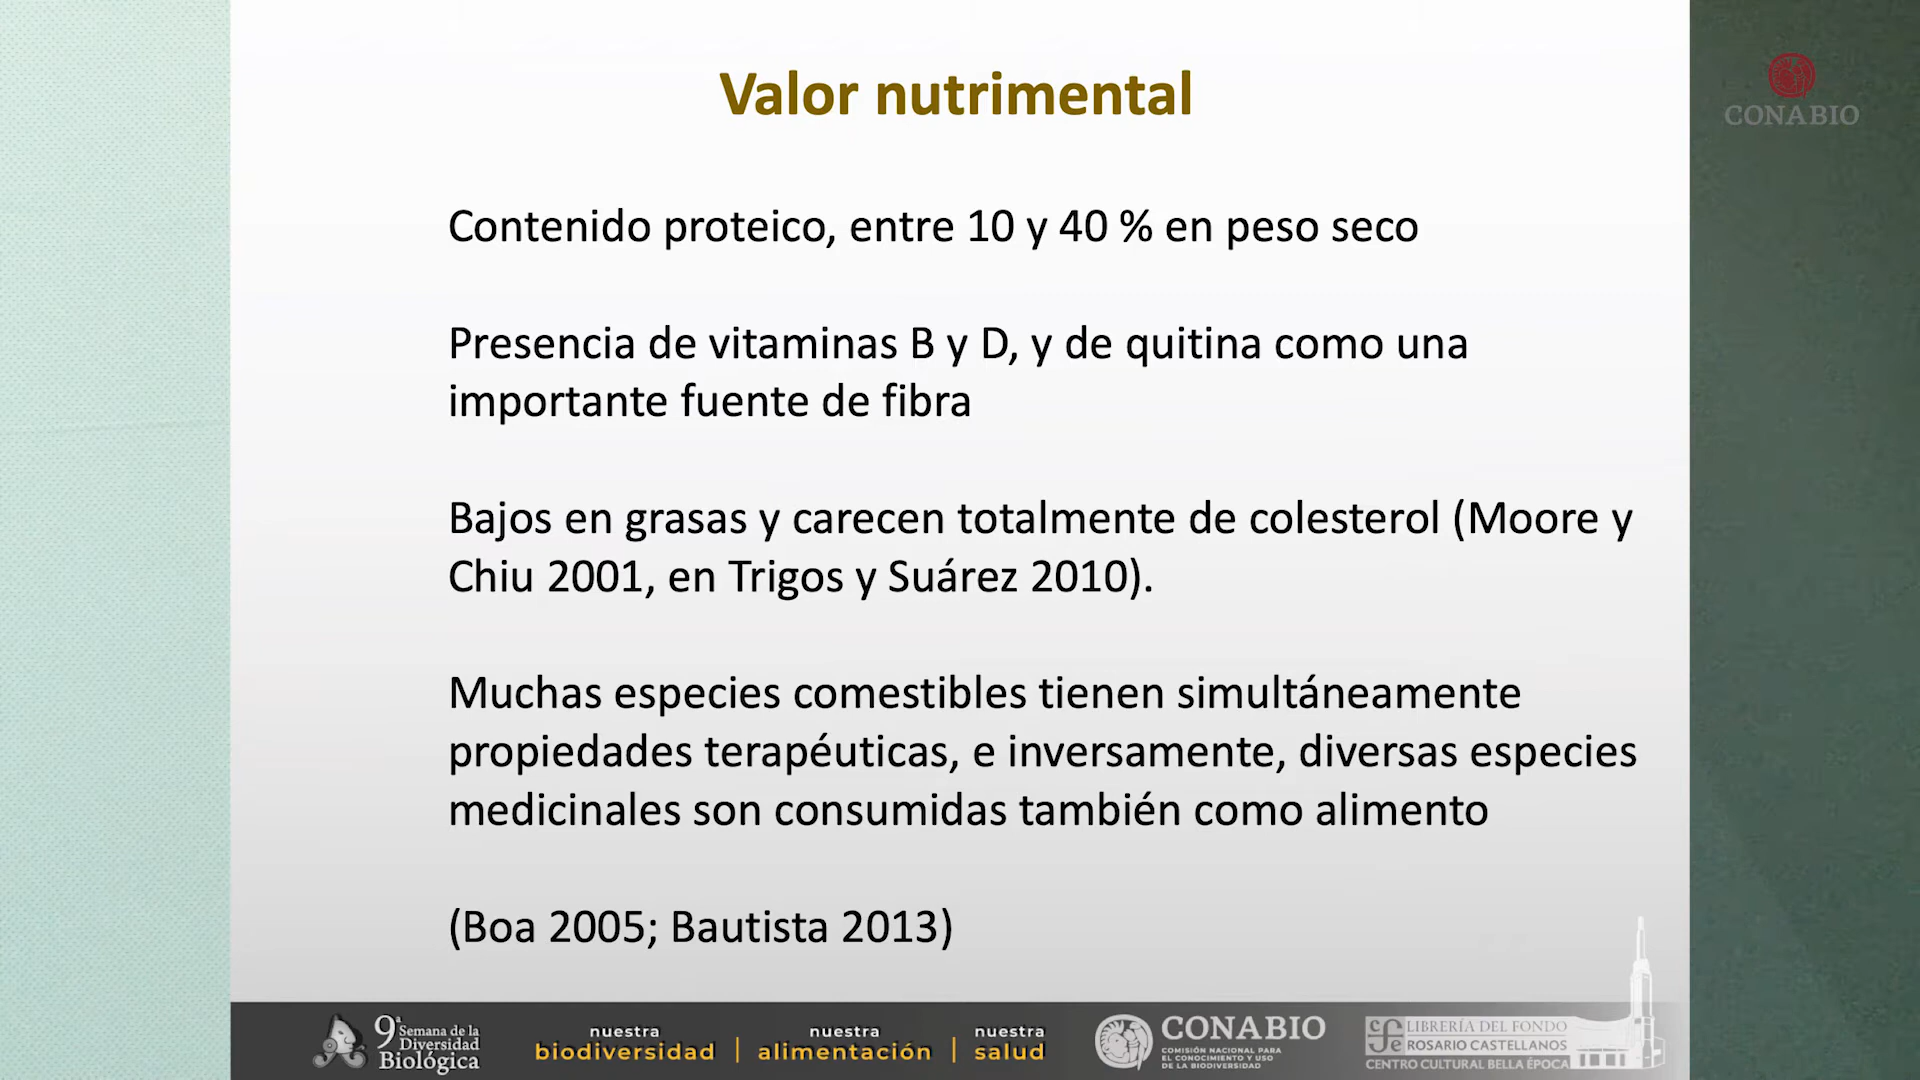 Valor nutrimental
CONABIO
Contenido proteico, entre 10 y 40 % en peso seco
Presencia de vitaminas B y D, y de quitina como una
importante fuente de fibra
Bajos en grasas y carecen totalmente de colesterol (Moore y
Chiu 2001, en Trigos y Suárez 2010).
Muchas especies comestibles tienen simultáneamente
propiedades terapéuticas, e inversamente, diversas especies
medicinales son consumidas también como alimento
(Boa 2005; Bautista 2013)
9ª Semana de la
Diversidad
Biológica
nuestra
biodiversidad
nuestra
alimentación
nuestra
salud
CONABIO
COMISIÓN NACIONAL PARA
EL CONOCIMIENTO Y USO
DE LA BIODIVERSIDAD
LIBRERÍA DEL FONDO
ROSARIO CASTELLANOS
CENTRO CULTURAL BELLA ÉPOCA